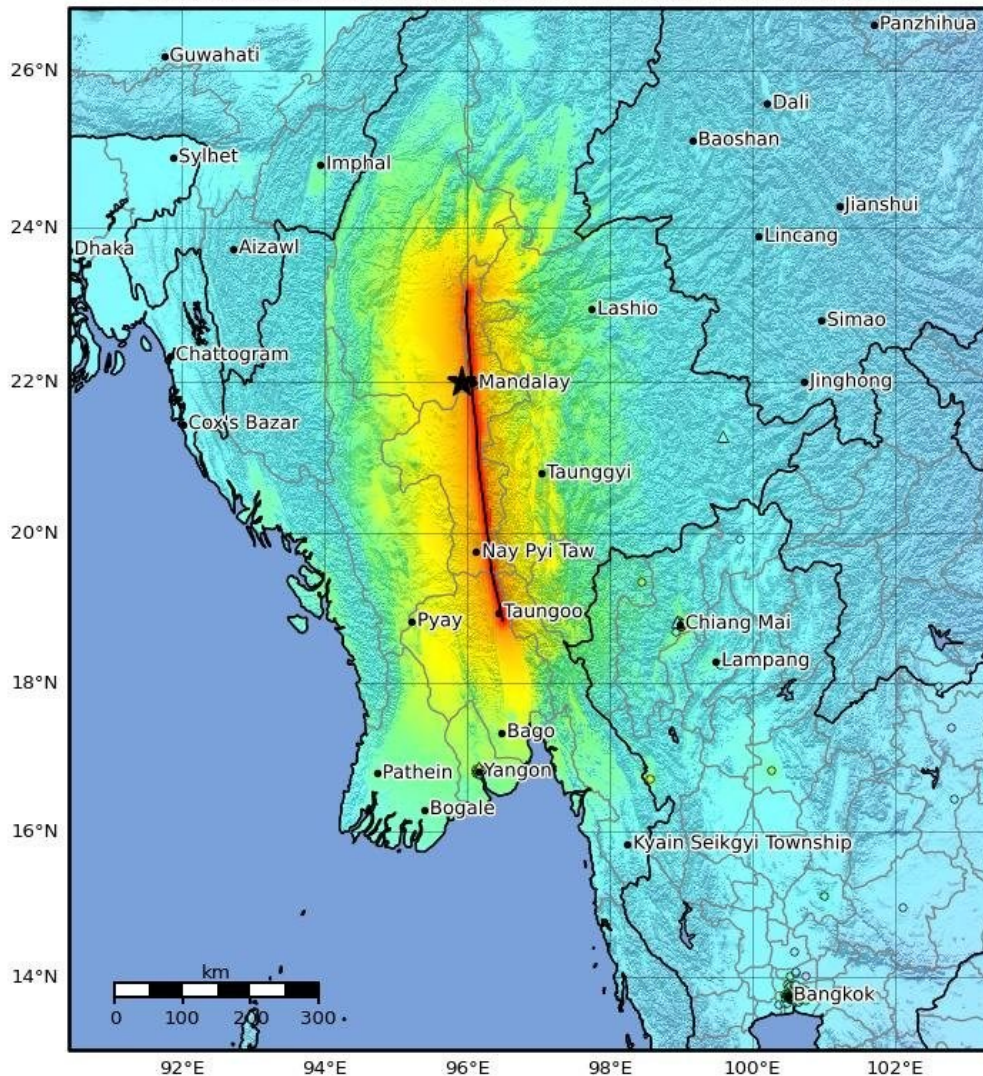 Panzhihua
Guwahati
26°N
Dali
Baoshan
Sylhet
Imphal
Jianshui
24°N
Lincang
Dhaka
Aizawl
Lashio
Simao
Chattogram
22°N
Mandalay
Jinghong
Cox's Bazar
Taunggyi
20°N
Nay Pyi Taw
Taungoo
Pyay
Chiang Mai
Lampang
18°N
Bago
Pathein
Yangon
Bogale
16°N
Kyain Seikgyi Township
14°N
km
Bangkok
0 100 200 300
92°E 94°E 96°E 98°E 100°E 102°E